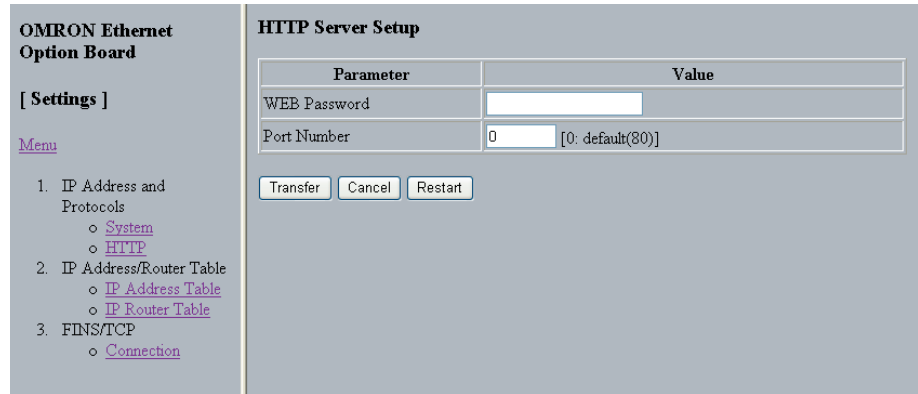 OMRON Ethernet
Option Board
[ Settings ]
Menu
1. IP Address and
Protocols
o System
o HTTP
2. IP Address/Router Table
o IP Address Table
o IP Router Table
3. FINS/TCP
o Connection
HTTP Server Setup
Parameter Value
WEB Password
Port Number 0 [0: default(80)]
Transfer Cancel Restart